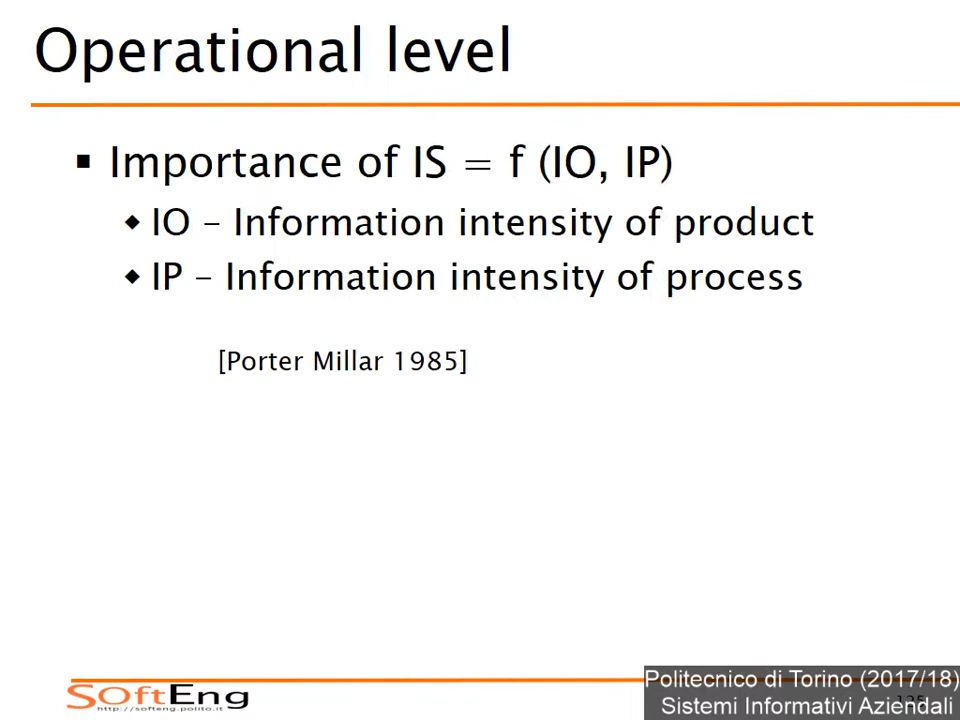 Operational level
▪ Importance of IS = f (IO, IP)
◆ IO – Information intensity of product
◆ IP – Information intensity of process
[Porter Millar 1985]
SoftEng
http://softeng.polito.it
Politecnico di Torino (2017/18)
Sistemi Informativi Aziendali